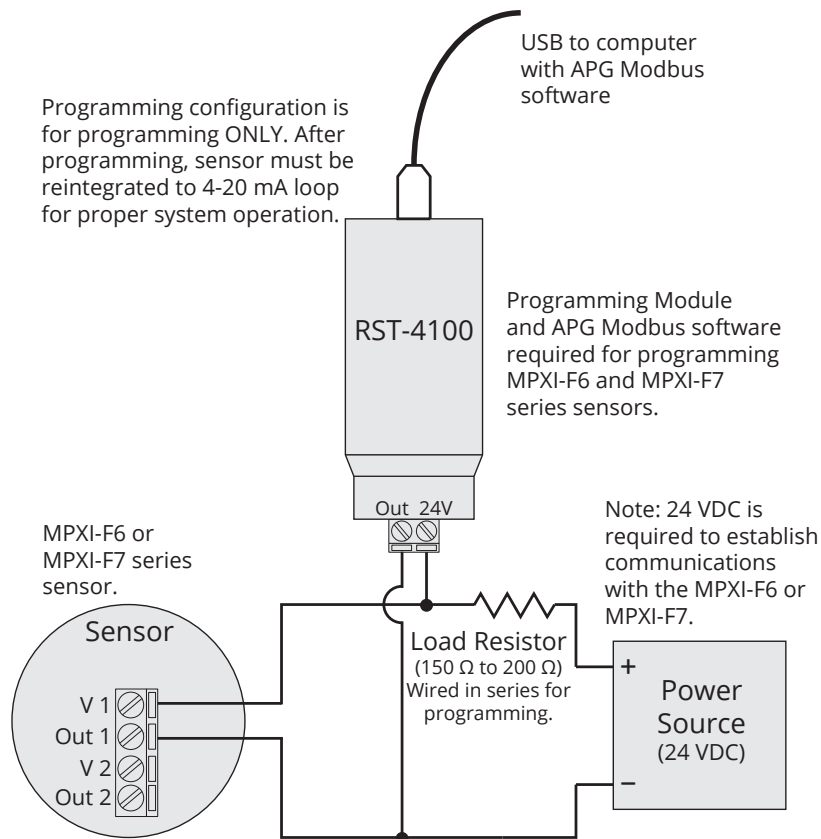 USB to computer
with APG Modbus
software
Programming configuration is
for programming ONLY. After
programming, sensor must be
reintegrated to 4-20 mA loop
for proper system operation.
RST-4100
Programming Module
and APG Modbus software
required for programming
MPXI-F6 and MPXI-F7
series sensors.
Out 24V
MPXI-F6 or
MPXI-F7 series
sensor.
Note: 24 VDC is
required to establish
communications
with the MPXI-F6 or
MPXI-F7.
Sensor
V 1
Out 1
V 2
Out 2
Load Resistor
(150 Ω to 200 Ω)
Wired in series for
programming.
+
Power
Source
(24 VDC)
−